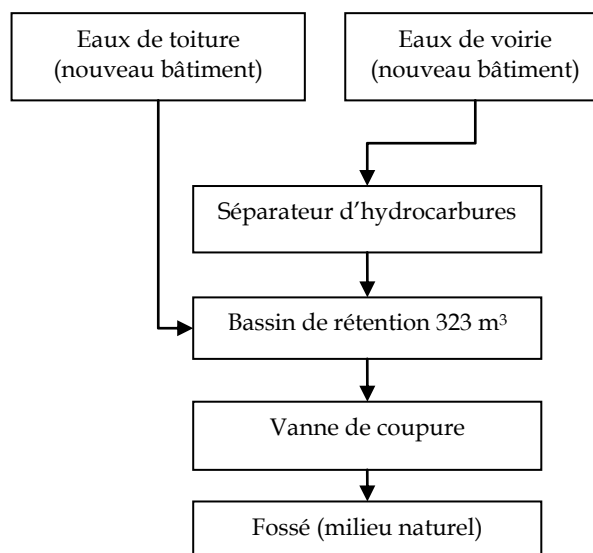 Eaux de toiture
(nouveau bâtiment)
Eaux de voirie
(nouveau bâtiment)
Séparateur d’hydrocarbures
Bassin de rétention 323 m³
Vanne de coupure
Fossé (milieu naturel)